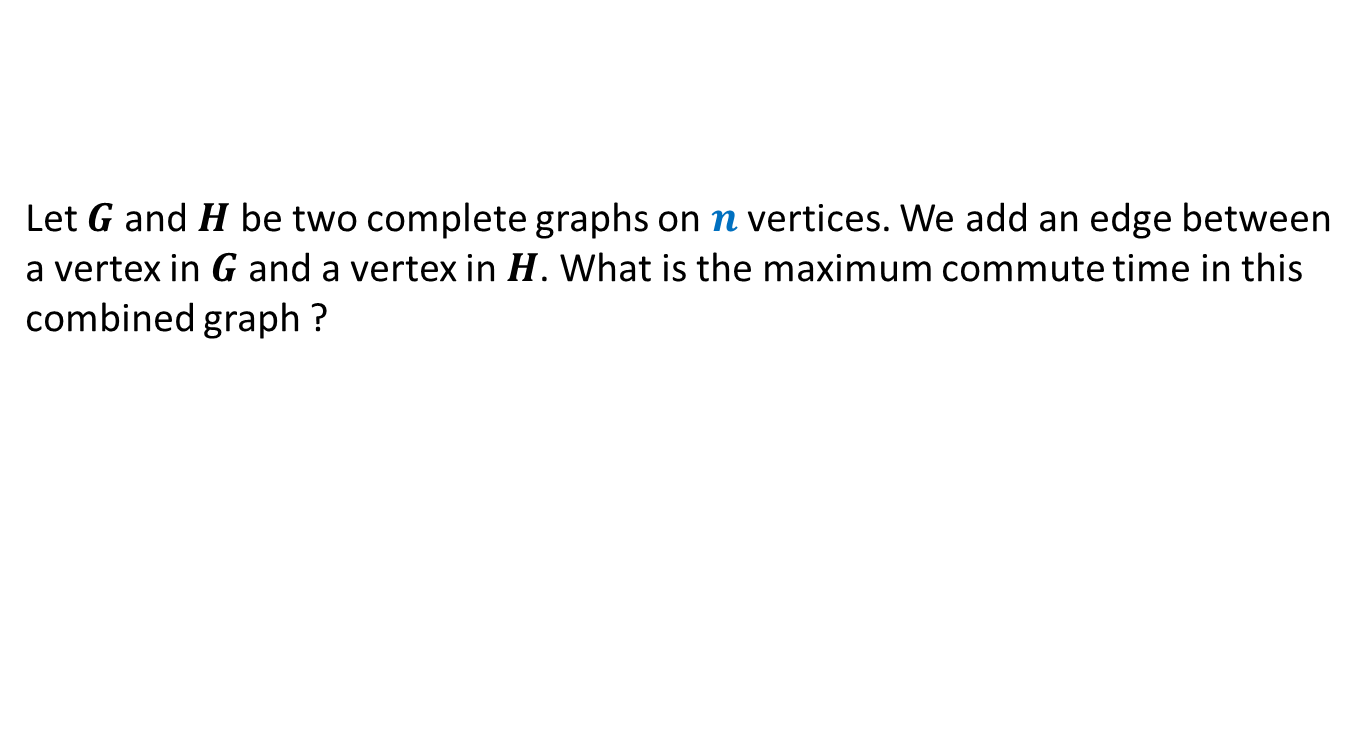 Let G and H be two complete graphs on n vertices. We add an edge between
a vertex in G and a vertex in H. What is the maximum commute time in this
combined graph ?